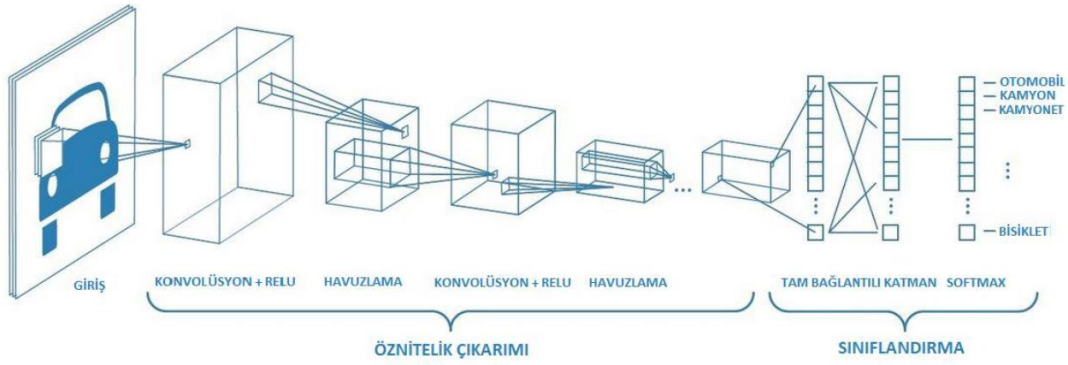 OTOMOBİL
KAMYON
KAMYONET
BİSİKLET
GİRİŞ
KONVOLÜSYON + RELU
HAVUZLAMA
KONVOLÜSYON + RELU
HAVUZLAMA
TAM BAĞLANTILI KATMAN
SOFTMAX
ÖZNİTELİK ÇIKARIMI
SINIFLANDIRMA